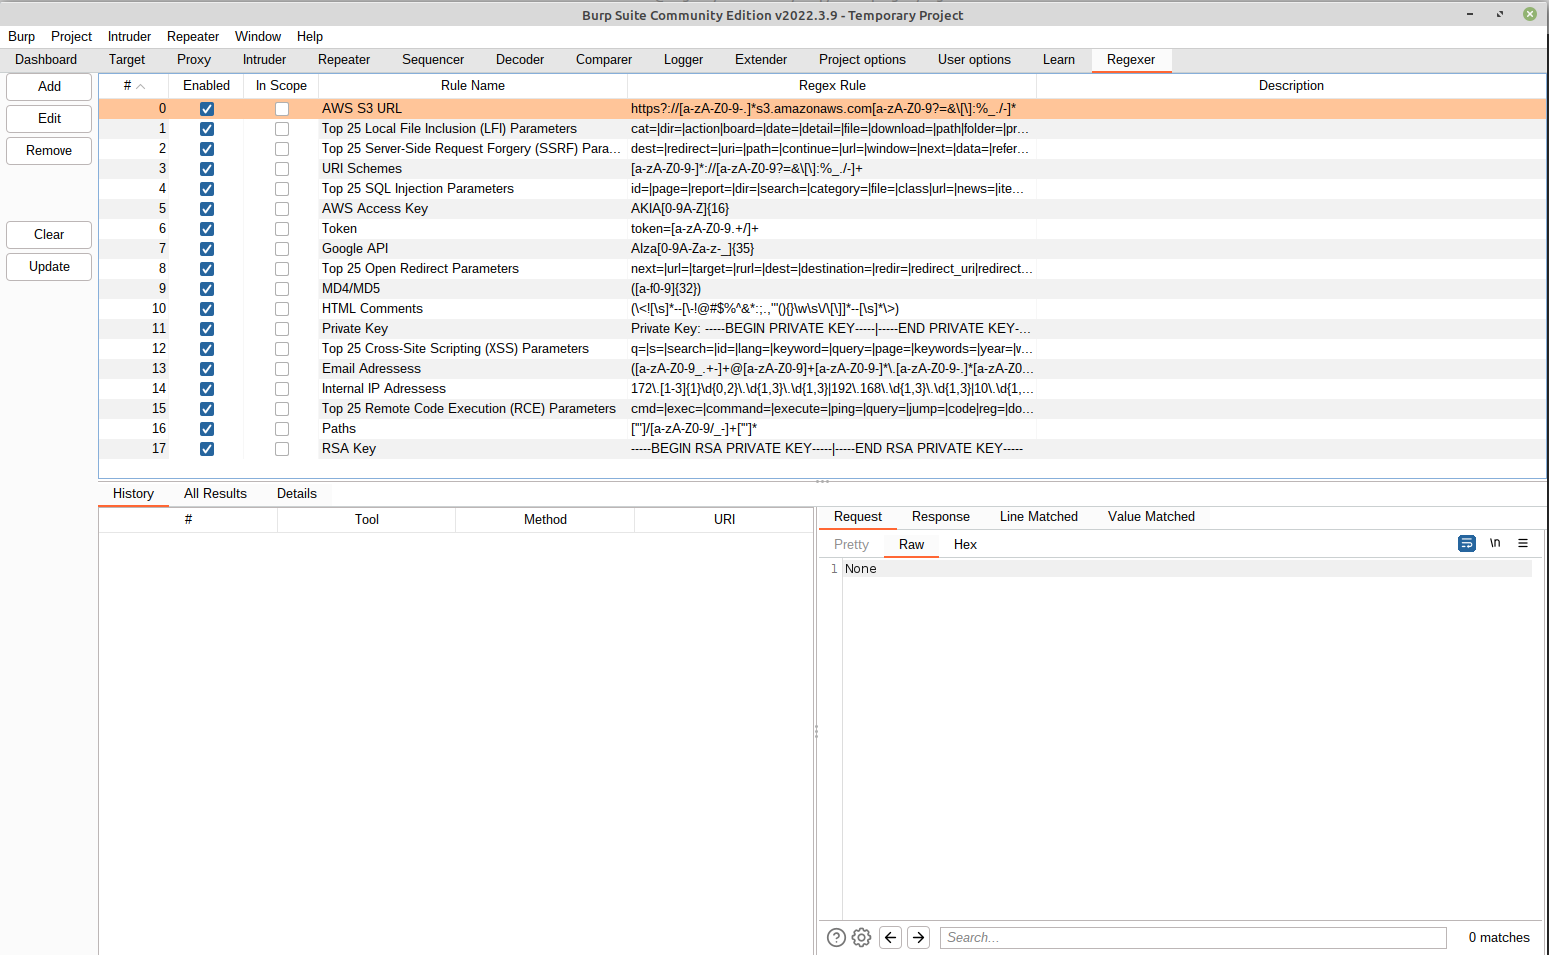 Burp Suite Community Edition v2022.3.9 - Temporary Project
Burp Project Intruder Repeater Window Help
Dashboard Target Proxy Intruder Repeater Sequencer Decoder Comparer Logger Extender Project options User options Learn Regexer
Add
Edit
Remove
Clear
Update
# Enabled In Scope Rule Name Regex Rule Description
0 AWS S3 URL https?://[a-zA-Z0-9-.]*s3.amazonaws.com[a-zA-Z0-9?=&\[\]:%_./-]*
1 Top 25 Local File Inclusion (LFI) Parameters cat=|dir=|action|board=|date=|detail=|file=|download=|path|folder=|pr...
2 Top 25 Server-Side Request Forgery (SSRF) Para... dest=|redirect=|uri=|path=|continue=|url=|window=|next=|data=|refer...
3 URI Schemes [a-zA-Z0-9-]*://[a-zA-Z0-9?=&\[\]:%_./-]+
4 Top 25 SQL Injection Parameters id=|page=|report=|dir=|search=|category=|file=|class|url=|news=|ite...
5 AWS Access Key AKIA[0-9A-Z]{16}
6 Token token=[a-zA-Z0-9.+/]+
7 Google API AIza[0-9A-Za-z-_]{35}
8 Top 25 Open Redirect Parameters next=|url=|target=|rurl=|dest=|destination=|redir=|redirect_uri|redirect...
9 MD4/MD5 ([a-f0-9]{32})
10 HTML Comments (\<![\s]*--[\-!@#$%^&*:;.,"'(){}\w\s\/\[\]]*--[\s]*\>)
11 Private Key Private Key: -----BEGIN PRIVATE KEY-----|-----END PRIVATE KEY-...
12 Top 25 Cross-Site Scripting (XSS) Parameters q=|s=|search=|id=|lang=|keyword=|query=|page=|keywords=|year=|w...
13 Email Adressess ([a-zA-Z0-9_.+-]+@[a-zA-Z0-9]+[a-zA-Z0-9-]*\.[a-zA-Z0-9-.]*[a-zA-Z0...
14 Internal IP Adressess 172\.[1-3]{1}\d{0,2}\.\d{1,3}\.\d{1,3}|192\.168\.\d{1,3}\.\d{1,3}|10\.\d{1,...
15 Top 25 Remote Code Execution (RCE) Parameters cmd=|exec=|command=|execute=|ping=|query=|jump=|code|reg=|do...
16 Paths ["']/[a-zA-Z0-9/_-]+["']*
17 RSA Key -----BEGIN RSA PRIVATE KEY-----|-----END RSA PRIVATE KEY-----
History All Results Details
# Tool Method URI
Request Response Line Matched Value Matched
Pretty Raw Hex \n
1 None
Search... 0 matches